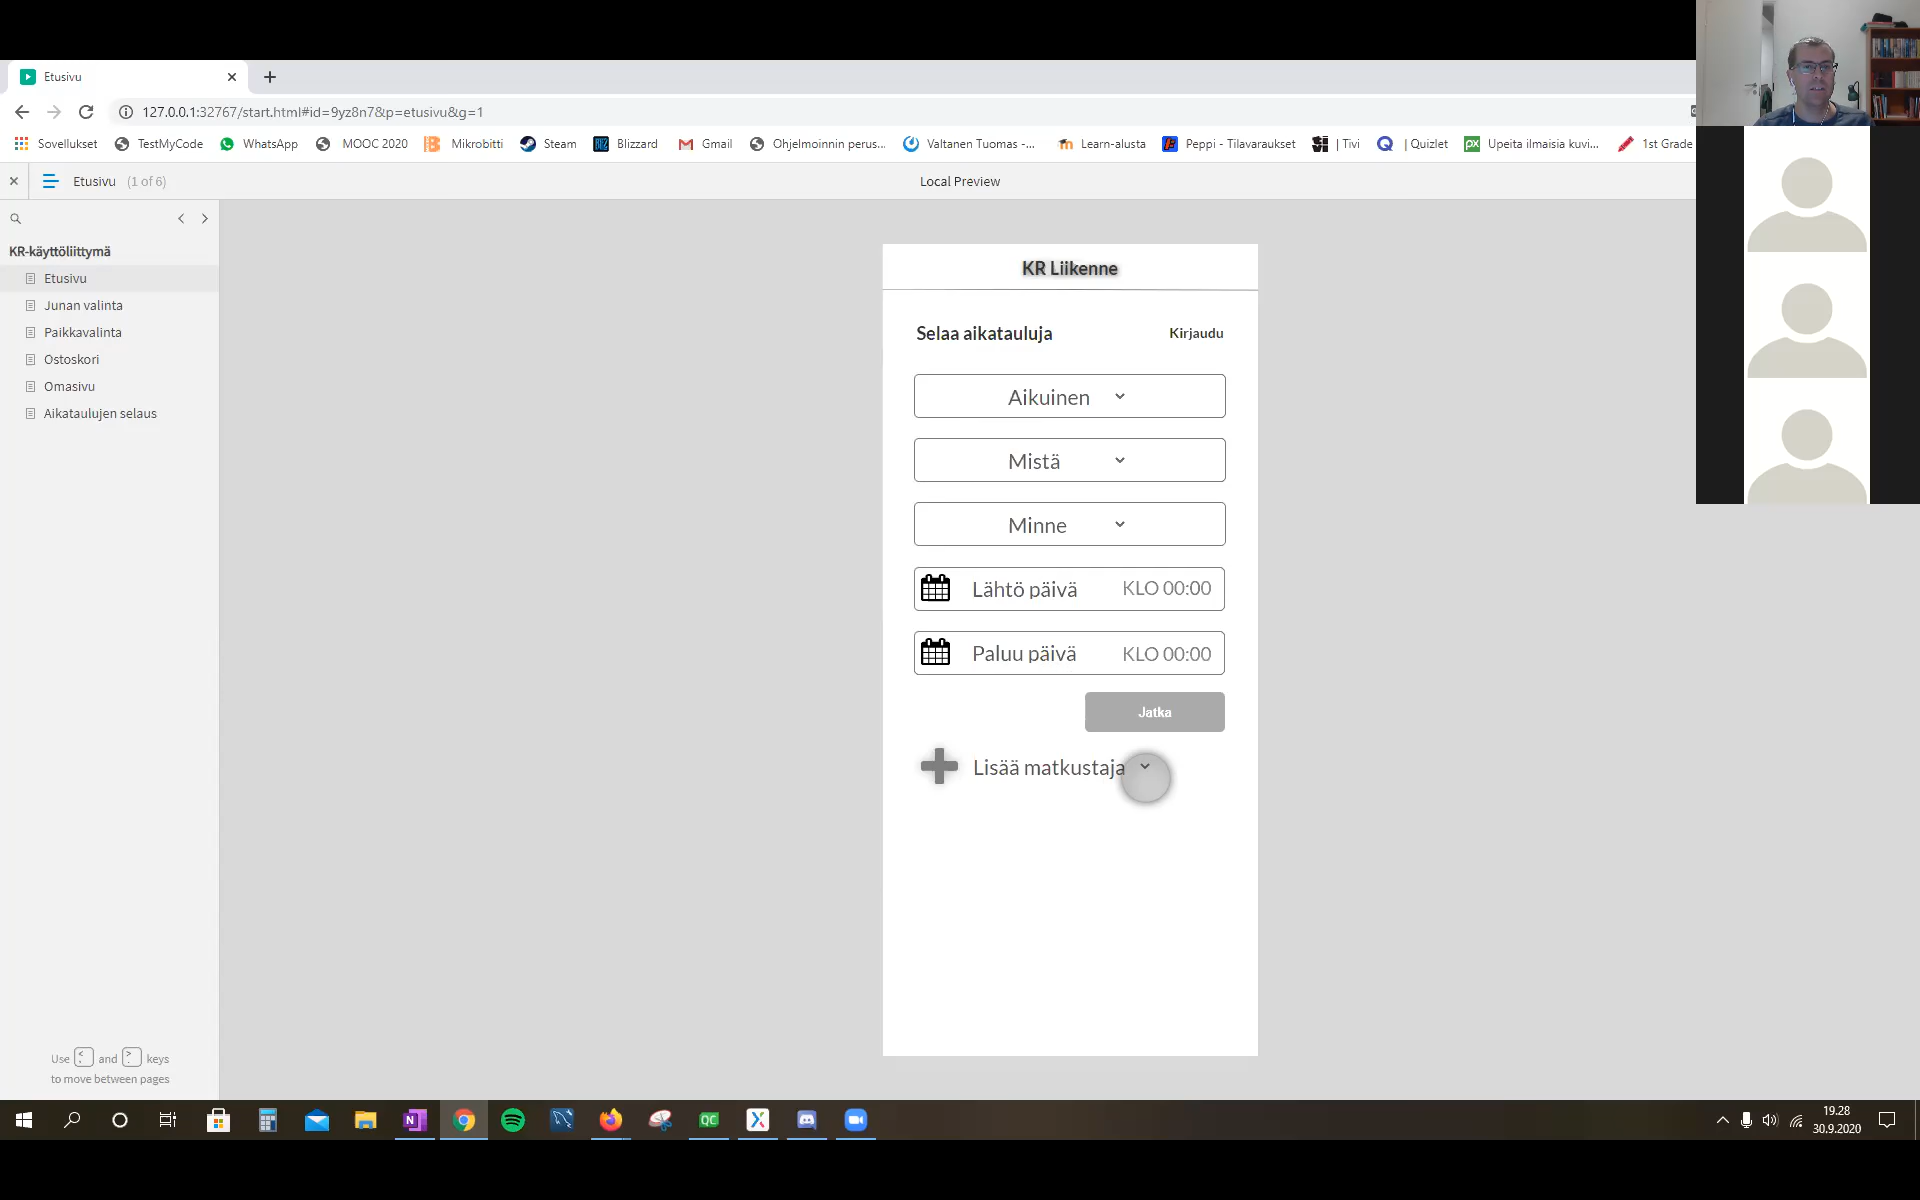 Etusivu
127.0.0.1:32767/start.html#id=9yz8n7&p=etusivu&g=1
Sovellukset TestMyCode WhatsApp MOOC 2020 Mikrobitti Steam Blizzard Gmail Ohjelmoinnin perus... Valtanen Tuomas -... Learn-alusta Peppi - Tilavaraukset | Tivi | Quizlet Upeita ilmaisia kuvi... 1st Grade
Etusivu (1 of 6) Local Preview
KR-käyttöliittymä
Etusivu
Junan valinta
Paikkavalinta
Ostoskori
Omasivu
Aikataulujen selaus
Use < , and > . keys
to move between pages
KR Liikenne
Selaa aikatauluja Kirjaudu
Aikuinen
Mistä
Minne
Lähtö päivä KLO 00:00
Paluu päivä KLO 00:00
Jatka
Lisää matkustaja
19.28
30.9.2020